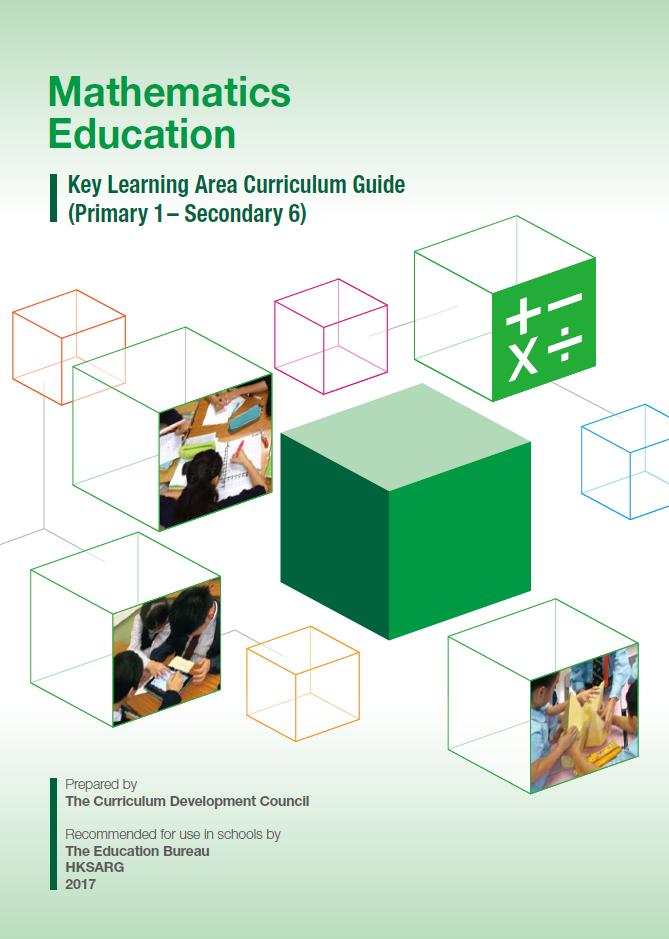 Mathematics
Education
Key Learning Area Curriculum Guide
(Primary 1 – Secondary 6)
+ −
x ÷
Prepared by
The Curriculum Development Council
Recommended for use in schools by
The Education Bureau
HKSARG
2017